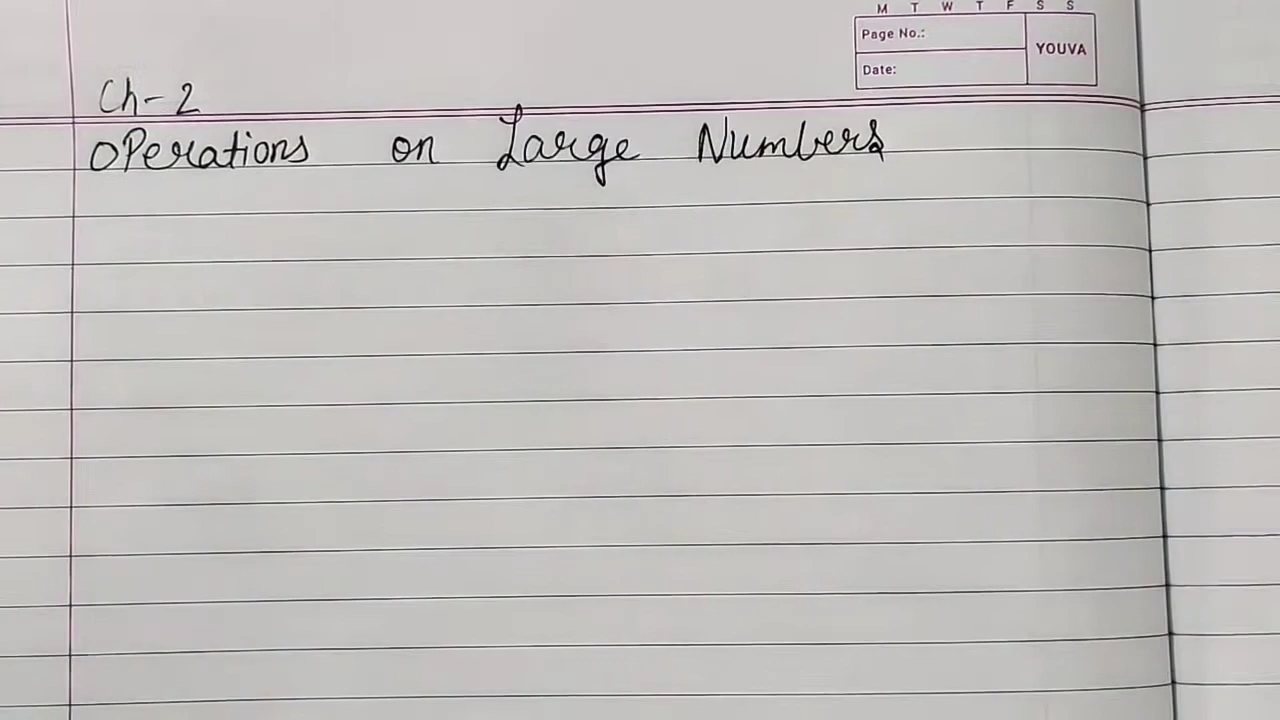 M T W T F S S
Page No.:
YOUVA
Date:
Ch-2
Operations on Large Numbers